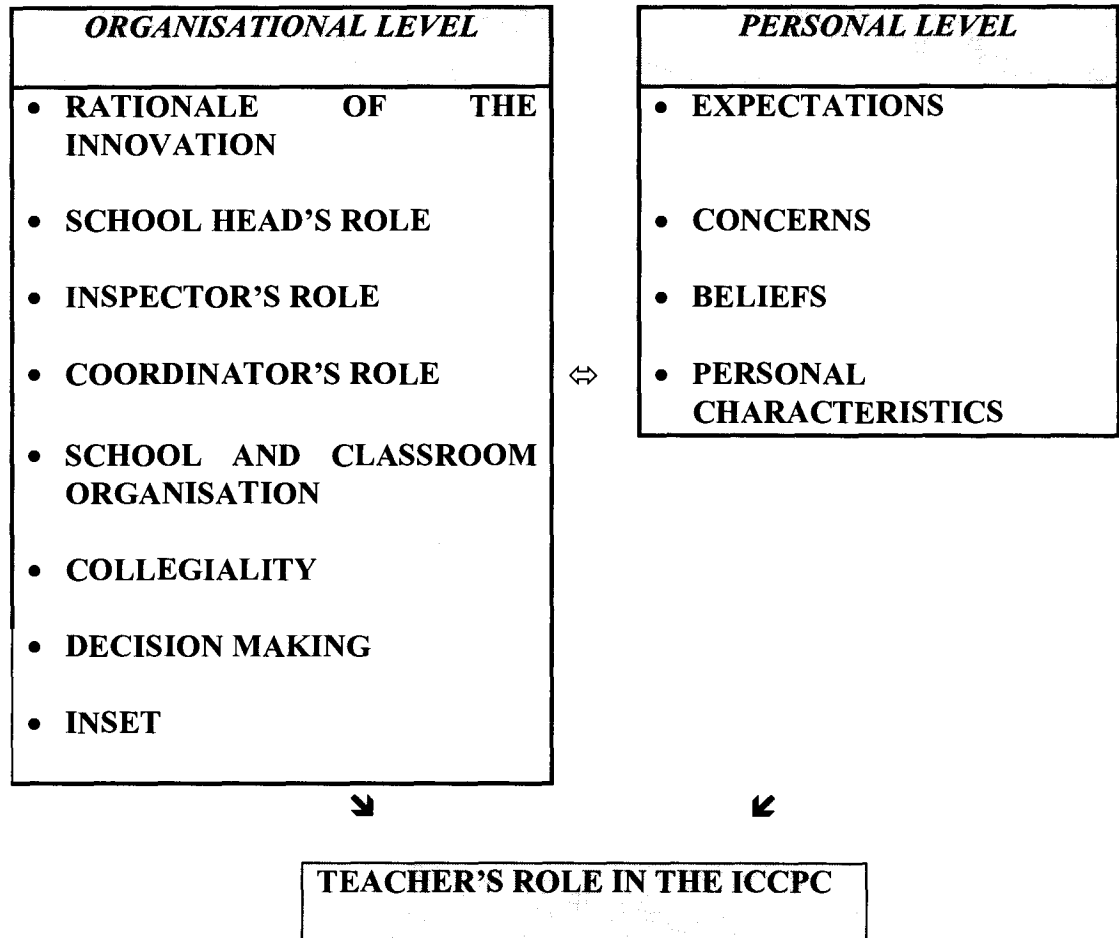 ORGANISATIONAL LEVEL
• RATIONALE OF THE
INNOVATION
• SCHOOL HEAD'S ROLE
• INSPECTOR'S ROLE
• COORDINATOR'S ROLE
• SCHOOL AND CLASSROOM
ORGANISATION
• COLLEGIALITY
• DECISION MAKING
• INSET
⇔
PERSONAL LEVEL
• EXPECTATIONS
• CONCERNS
• BELIEFS
• PERSONAL
CHARACTERISTICS
TEACHER'S ROLE IN THE ICCPC